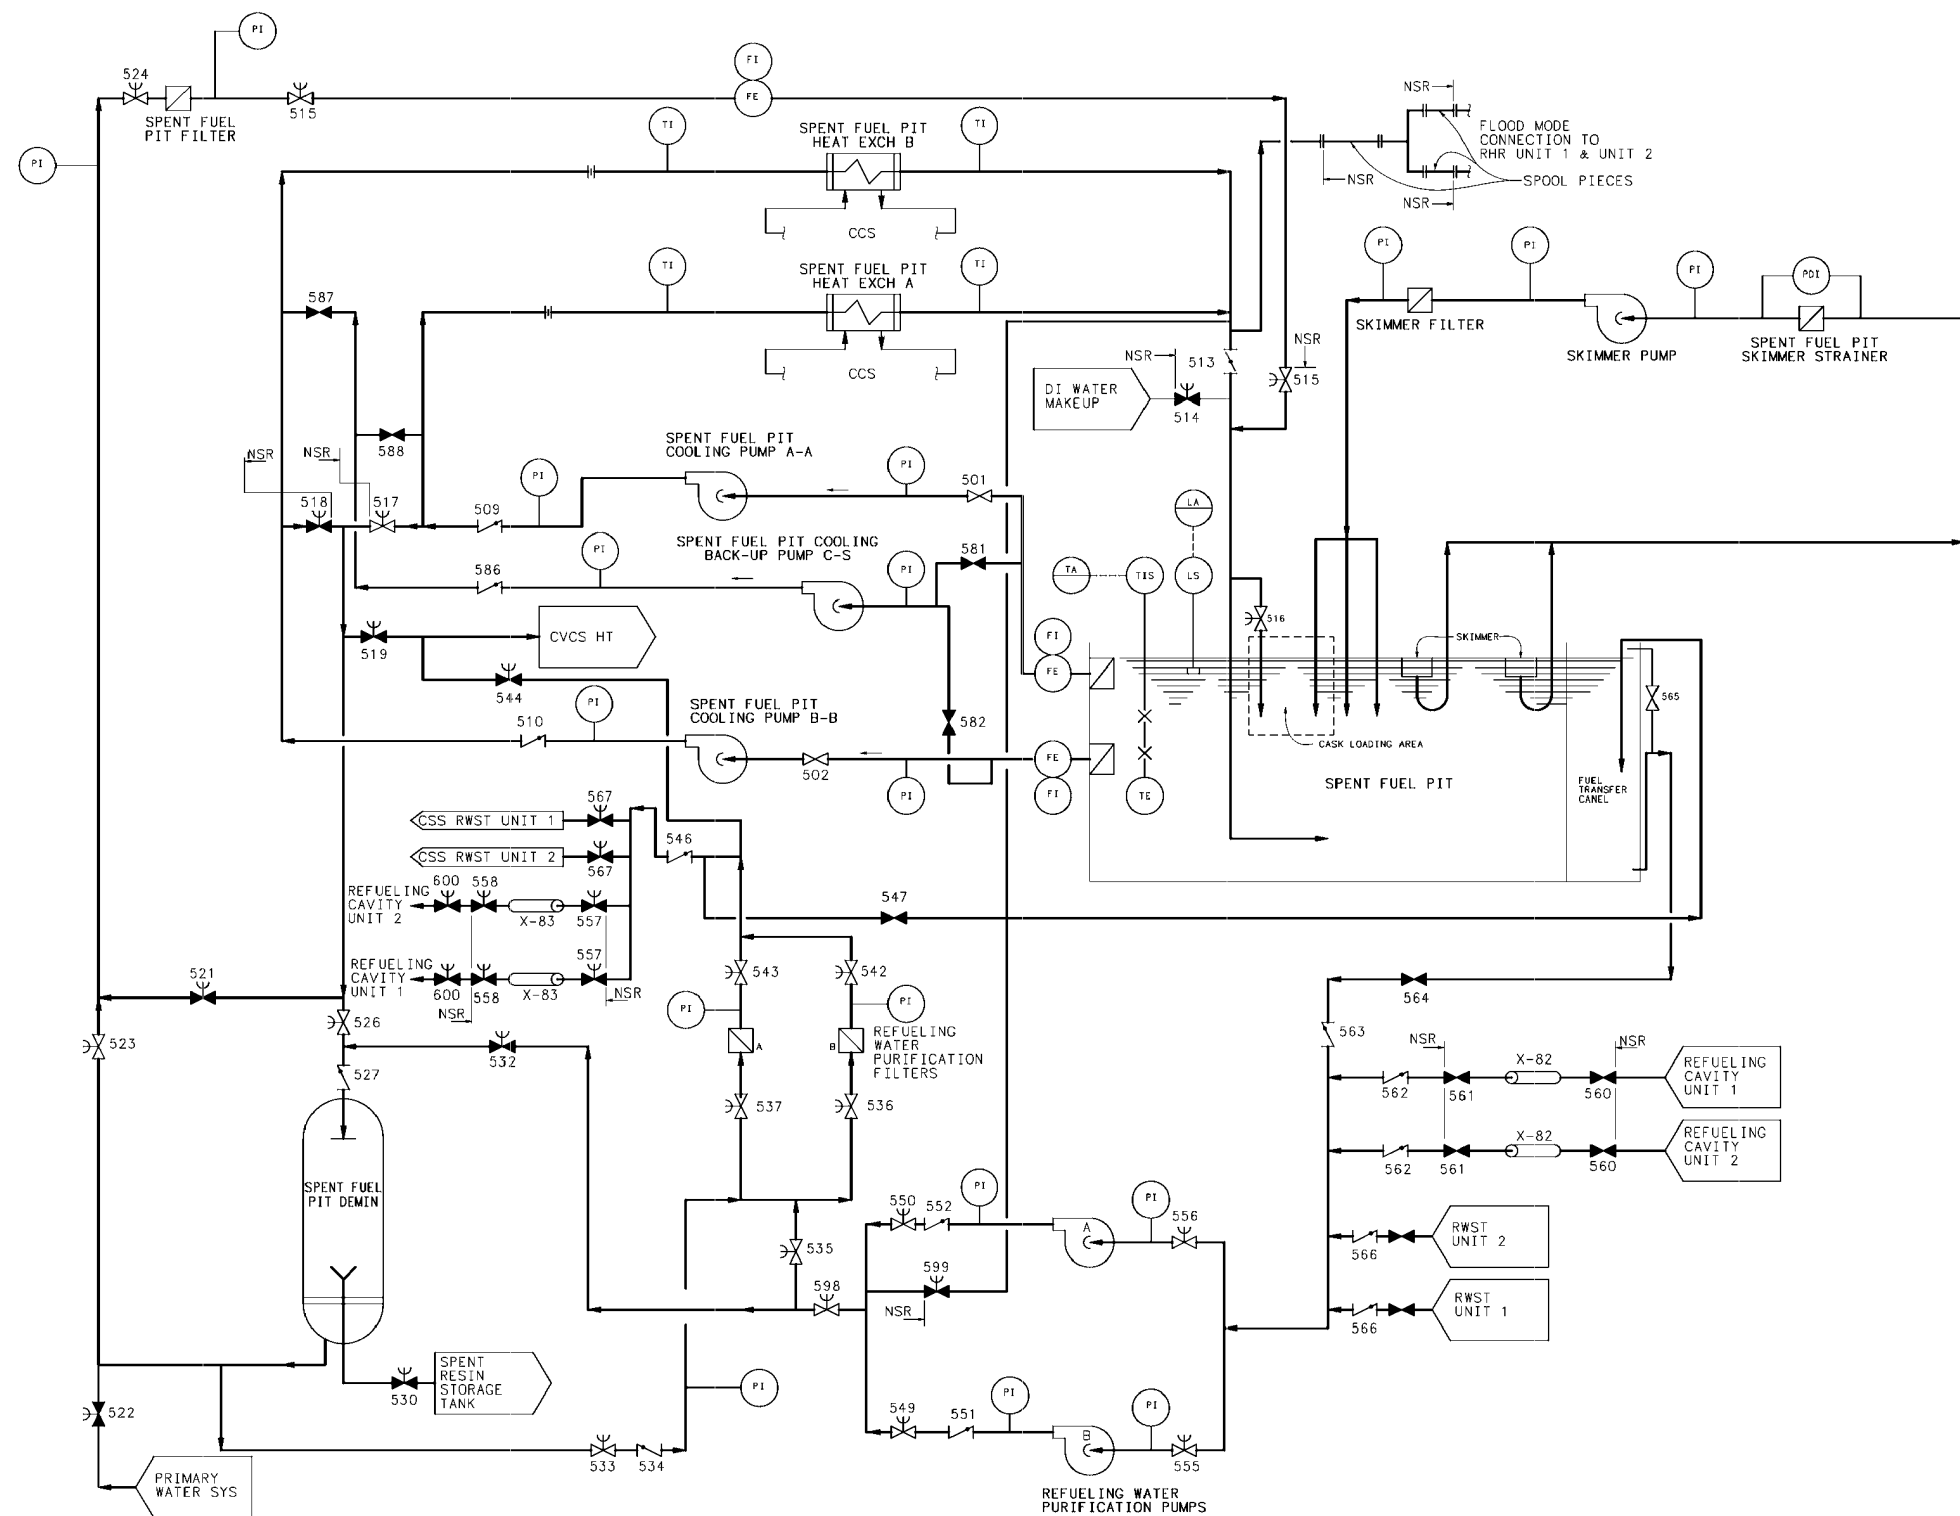 PI
524
515
SPENT FUEL
PIT FILTER
FI
FE
PI
TI
SPENT FUEL PIT
HEAT EXCH B
TI
CCS
NSR
FLOOD MODE
CONNECTION TO
RHR UNIT 1 & UNIT 2
NSR
SPOOL PIECES
NSR
TI
SPENT FUEL PIT
HEAT EXCH A
TI
CCS
587
PI
PI
PI
PDI
SKIMMER FILTER
SKIMMER PUMP
SPENT FUEL PIT
SKIMMER STRAINER
NSR
513
NSR
515
DI WATER
MAKEUP
514
588
NSR
NSR
518
517
509
PI
SPENT FUEL PIT
COOLING PUMP A-A
PI
501
SPENT FUEL PIT COOLING
BACK-UP PUMP C-S
586
PI
PI
581
LA
TA
TIS
LS
516
CVCS HT
519
544
FI
FE
SKIMMER
565
510
PI
SPENT FUEL PIT
COOLING PUMP B-B
582
502
PI
FE
FI
TE
CASK LOADING AREA
SPENT FUEL PIT
FUEL
TRANSFER
CANEL
CSS RWST UNIT 1
567
CSS RWST UNIT 2
567
546
547
REFUELING
CAVITY
UNIT 2
600
558
X-83
557
REFUELING
CAVITY
UNIT 1
600
558
X-83
557
NSR
NSR
521
523
526
527
532
543
542
PI
PI
A
B
REFUELING
WATER
PURIFICATION
FILTERS
537
536
564
563
NSR
NSR
562
561
X-82
560
REFUELING
CAVITY
UNIT 1
562
561
X-82
560
REFUELING
CAVITY
UNIT 2
SPENT FUEL
PIT DEMIN
550
552
PI
A
PI
556
566
RWST
UNIT 2
535
598
599
NSR
566
RWST
UNIT 1
SPENT
RESIN
STORAGE
TANK
530
522
PI
549
551
PI
B
PI
555
533
534
PRIMARY
WATER SYS
REFUELING WATER
PURIFICATION PUMPS